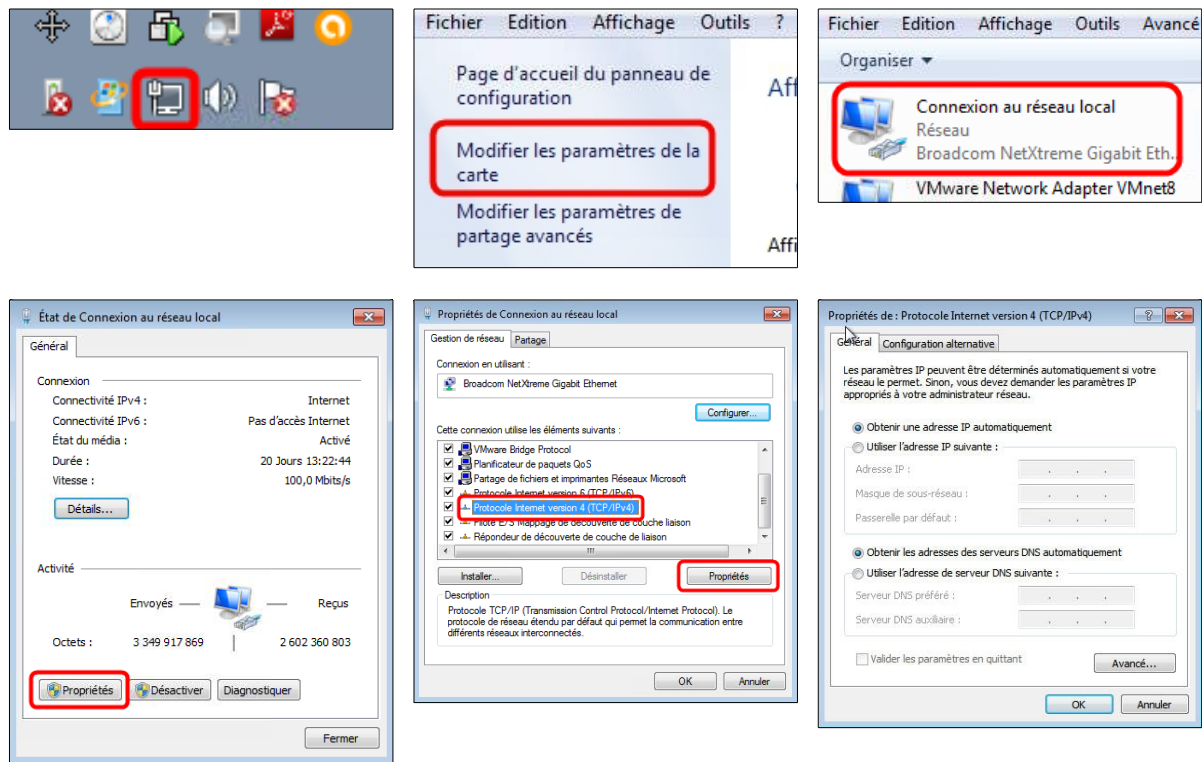 Fichier Edition Affichage Outils ?
Page d'accueil du panneau de
configuration
Aff
Modifier les paramètres de la
carte
Modifier les paramètres de
partage avancés
Affi
Fichier Edition Affichage Outils Avancé
Organiser
Connexion au réseau local
Réseau
Broadcom NetXtreme Gigabit Eth...
VMware Network Adapter VMnet8
État de Connexion au réseau local
Général
Connexion
Connectivité IPv4 : Internet
Connectivité IPv6 : Pas d'accès Internet
État du média : Activé
Durée : 20 Jours 13:22:44
Vitesse : 100,0 Mbits/s
Détails...
Activité
Envoyés Reçus
Octets : 3 349 917 869 2 602 360 803
Propriétés Désactiver Diagnostiquer
Fermer
Propriétés de Connexion au réseau local
Gestion de réseau Partage
Connexion en utilisant :
Broadcom NetXtreme Gigabit Ethernet
Configurer...
Cette connexion utilise les éléments suivants :
VMware Bridge Protocol
Planificateur de paquets QoS
Partage de fichiers et imprimantes Réseaux Microsoft
Protocole Internet version 6 (TCP/IPv6)
Protocole Internet version 4 (TCP/IPv4)
Pilote E/S Mappage de découverte de couche liaison
Répondeur de découverte de couche de liaison
Installer... Désinstaller Propriétés
Description
Protocole TCP/IP (Transmission Control Protocol/Internet Protocol). Le
protocole de réseau étendu par défaut qui permet la communication entre
différents réseaux interconnectés.
OK Annuler
Propriétés de : Protocole Internet version 4 (TCP/IPv4)
Général Configuration alternative
Les paramètres IP peuvent être déterminés automatiquement si votre
réseau le permet. Sinon, vous devez demander les paramètres IP
appropriés à votre administrateur réseau.
Obtenir une adresse IP automatiquement
Utiliser l'adresse IP suivante :
Adresse IP :
Masque de sous-réseau :
Passerelle par défaut :
Obtenir les adresses des serveurs DNS automatiquement
Utiliser l'adresse de serveur DNS suivante :
Serveur DNS préféré :
Serveur DNS auxiliaire :
Valider les paramètres en quittant
Avancé...
OK Annuler